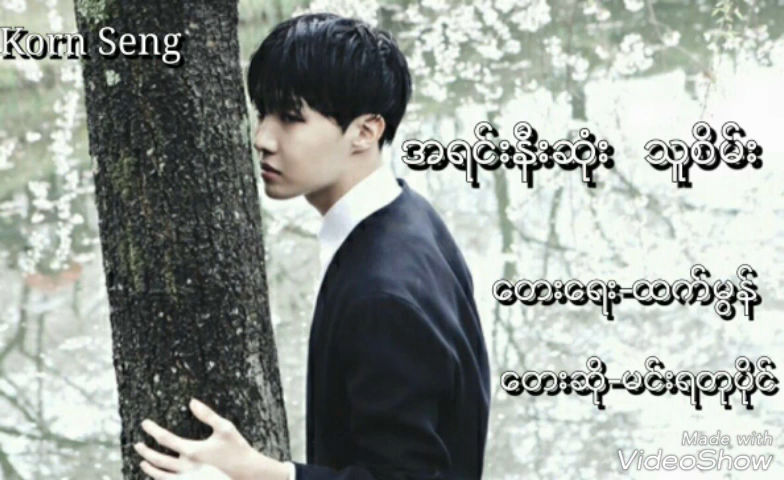 Korn Seng
အရင်းနီးဆုံး သူစိမ်း
တေးရေး-ထက်မွန်
တေးဆို-မင်းရတုပိုင်
Made with
VideoShow